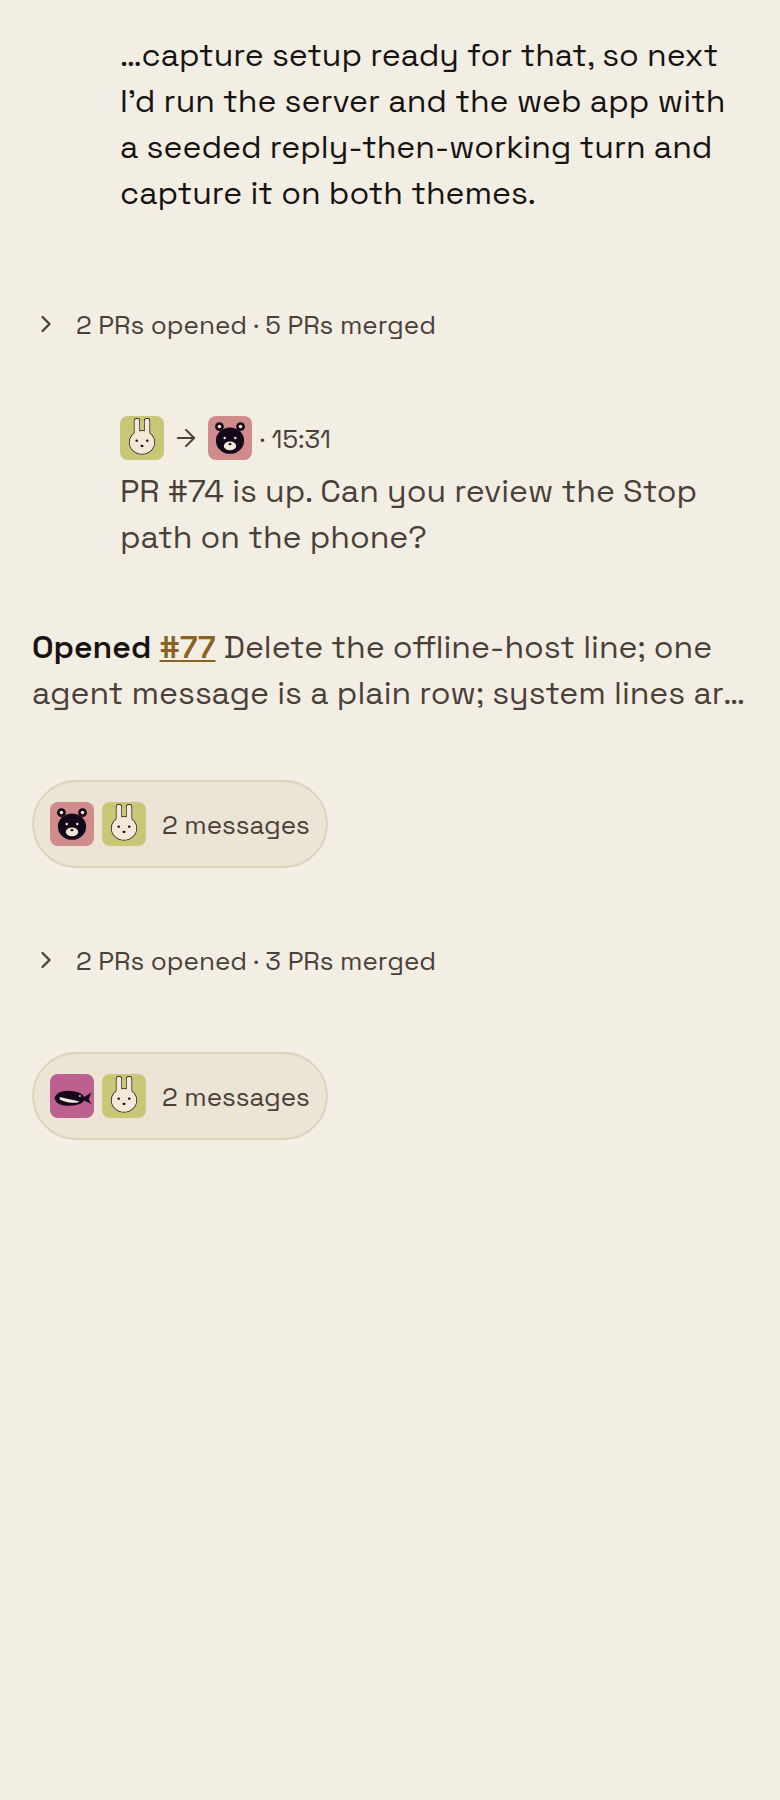 …capture setup ready for that, so next
I’d run the server and the web app with
a seeded reply-then-working turn and
capture it on both themes.
2 PRs opened · 5 PRs merged
→ · 15:31
PR #74 is up. Can you review the Stop
path on the phone?
Opened #77 Delete the offline-host line; one
agent message is a plain row; system lines ar…
2 messages
2 PRs opened · 3 PRs merged
2 messages